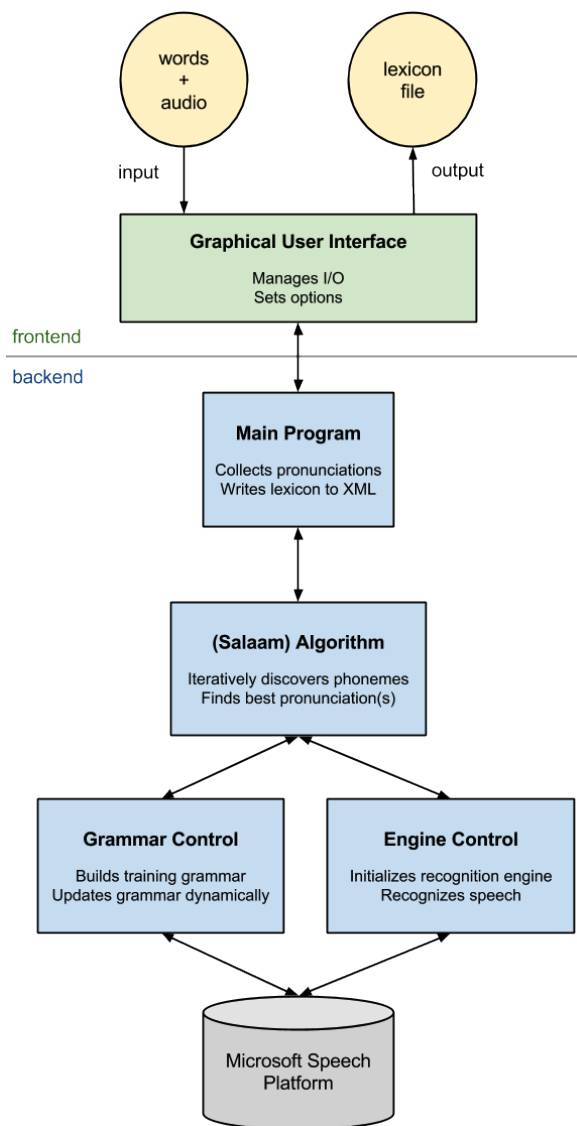 words
+
audio
lexicon
file
input
output
Graphical User Interface
Manages I/O
Sets options
frontend
backend
Main Program
Collects pronunciations
Writes lexicon to XML
(Salaam) Algorithm
Iteratively discovers phonemes
Finds best pronunciation(s)
Grammar Control
Builds training grammar
Updates grammar dynamically
Engine Control
Initializes recognition engine
Recognizes speech
Microsoft Speech
Platform